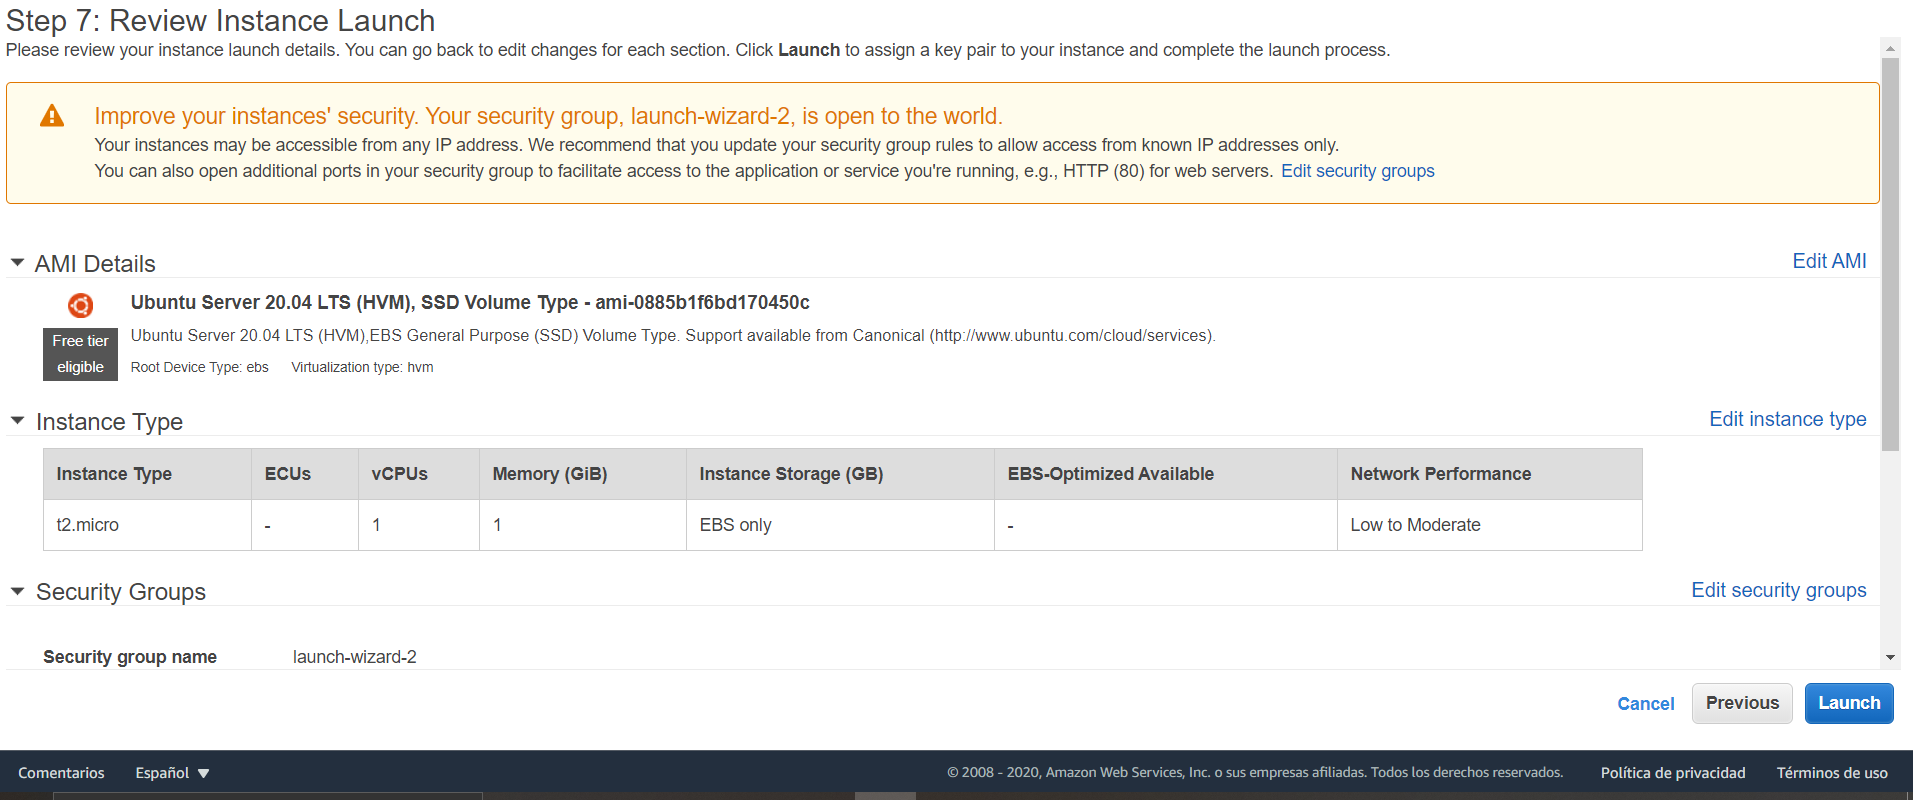 Step 7: Review Instance Launch
Please review your instance launch details. You can go back to edit changes for each section. Click Launch to assign a key pair to your instance and complete the launch process.
Improve your instances' security. Your security group, launch-wizard-2, is open to the world.
Your instances may be accessible from any IP address. We recommend that you update your security group rules to allow access from known IP addresses only.
You can also open additional ports in your security group to facilitate access to the application or service you're running, e.g., HTTP (80) for web servers. Edit security groups
AMI Details Edit AMI
Ubuntu Server 20.04 LTS (HVM), SSD Volume Type - ami-0885b1f6bd170450c
Free tier eligible
Ubuntu Server 20.04 LTS (HVM),EBS General Purpose (SSD) Volume Type. Support available from Canonical (http://www.ubuntu.com/cloud/services).
Root Device Type: ebs Virtualization type: hvm
Instance Type Edit instance type
Instance Type ECUs vCPUs Memory (GiB) Instance Storage (GB) EBS-Optimized Available Network Performance
t2.micro - 1 1 EBS only - Low to Moderate
Security Groups Edit security groups
Security group name launch-wizard-2
Cancel Previous Launch
Comentarios Español © 2008 - 2020, Amazon Web Services, Inc. o sus empresas afiliadas. Todos los derechos reservados. Política de privacidad Términos de uso